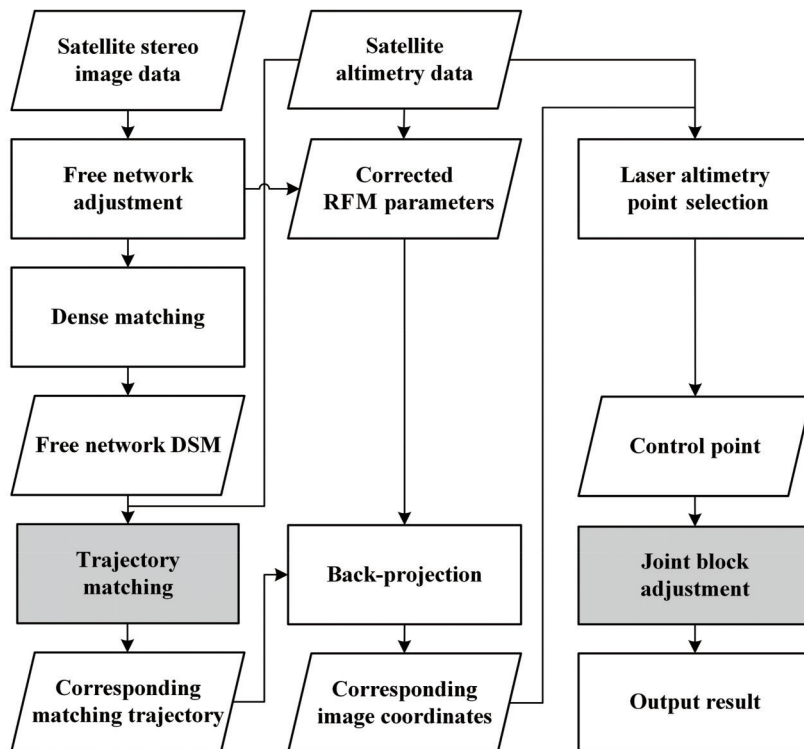 Satellite stereo
image data
Free network
adjustment
Dense matching
Free network DSM
Trajectory
matching
Corresponding
matching trajectory
Satellite
altimetry data
Corrected
RFM parameters
Back-projection
Corresponding
image coordinates
Laser altimetry
point selection
Control point
Joint block
adjustment
Output result